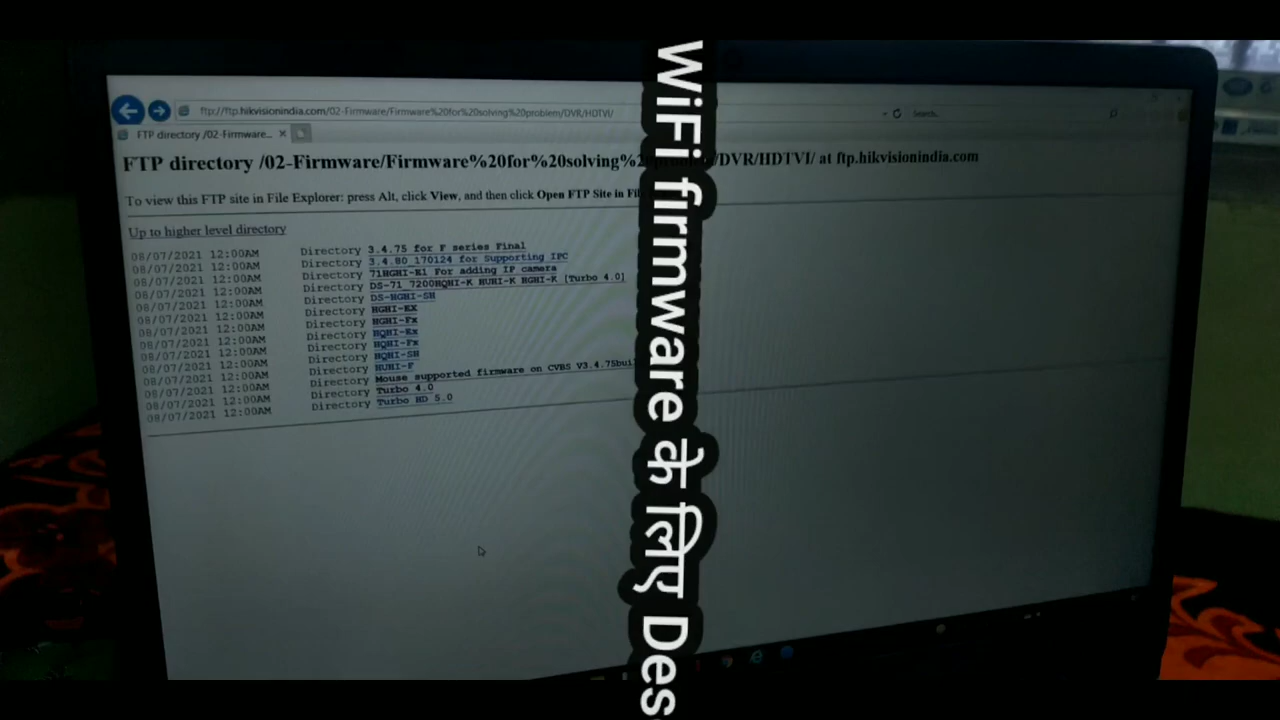 ftp://ftp.hikvisionindia.com/02-Firmware/Firmware%20for%20solving%20problem/DVR/HDTVI/
Search...
FTP directory /02-Firmware...
FTP directory /02-Firmware/Firmware%20for%20solving%2 /DVR/HDTVI/ at ftp.hikvisionindia.com
To view this FTP site in File Explorer: press Alt, click View, and then click Open FTP Site in
Up to higher level directory
08/07/2021 12:00AM Directory 3.4.75 for F series Final
08/07/2021 12:00AM Directory 3.4.80_170124 for Supporting IPC
08/07/2021 12:00AM Directory 71HGHI-E1 For adding IP camera
08/07/2021 12:00AM Directory DS-71_7200HQHI-K HUHI-K HGHI-K [Turbo 4.0]
08/07/2021 12:00AM Directory DS-HGHI-SH
08/07/2021 12:00AM Directory HGHI-EX
08/07/2021 12:00AM Directory HGHI-Fx
08/07/2021 12:00AM Directory HQHI-Ex
08/07/2021 12:00AM Directory HQHI-Fx
08/07/2021 12:00AM Directory HQHI-SH
08/07/2021 12:00AM Directory HUHI-F
08/07/2021 12:00AM Directory Mouse supported firmware on CVBS V3.4.75bui
08/07/2021 12:00AM Directory Turbo 4.0
08/07/2021 12:00AM Directory Turbo HD 5.0
WiFi firmware के लिए Des